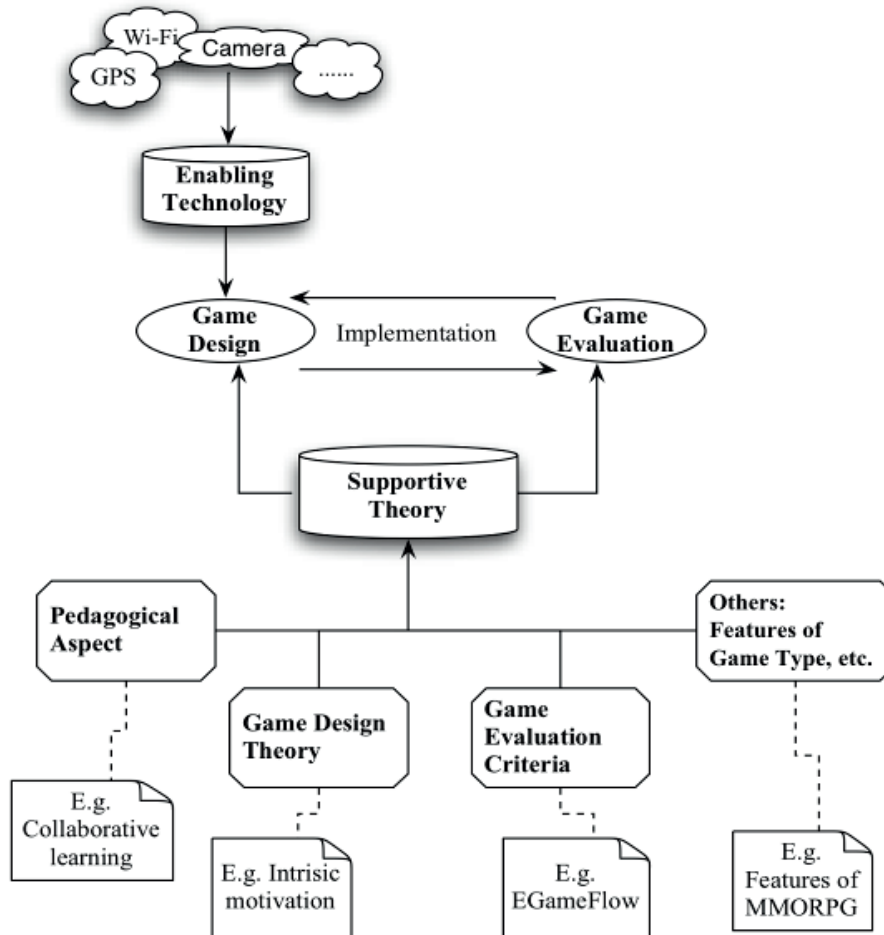 Wi-Fi
Camera
GPS
......
Enabling
Technology
Game
Design
Implementation
Game
Evaluation
Supportive
Theory
Pedagogical
Aspect
Others:
Features of
Game Type, etc.
Game Design
Theory
Game
Evaluation
Criteria
E.g.
Collaborative
learning
E.g. Intrisic
motivation
E.g.
EGameFlow
E.g.
Features of
MMORPG